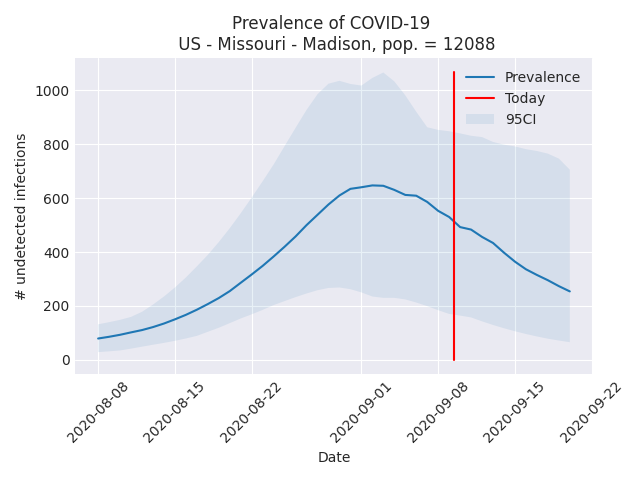 Prevalence of COVID-19
US - Missouri - Madison, pop. = 12088
# undetected infections
1000
800
600
400
200
0
Prevalence
Today
95CI
2020-08-08
2020-08-15
2020-08-22
2020-09-01
2020-09-08
2020-09-15
2020-09-22
Date